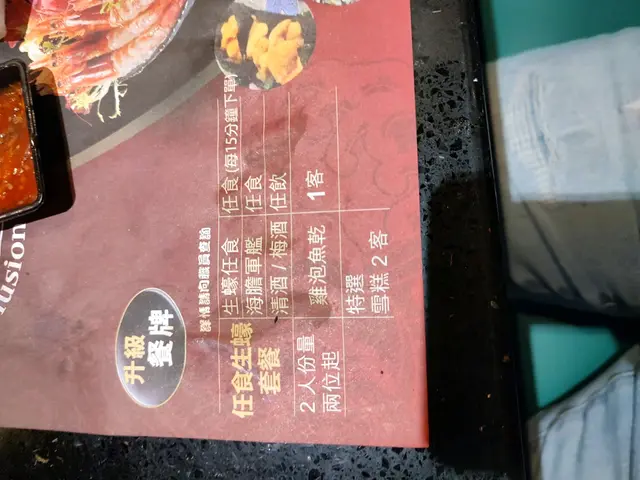 usion
升級
餐牌
詳情請向職員查詢
任食生蠔
套餐
2 人份量
兩位起
生蠔任食 任食 (每15分鐘下單
海膽軍艦 任食
清酒 / 梅酒 任飲
雞泡魚乾 1客
特選
雪糕 2 客